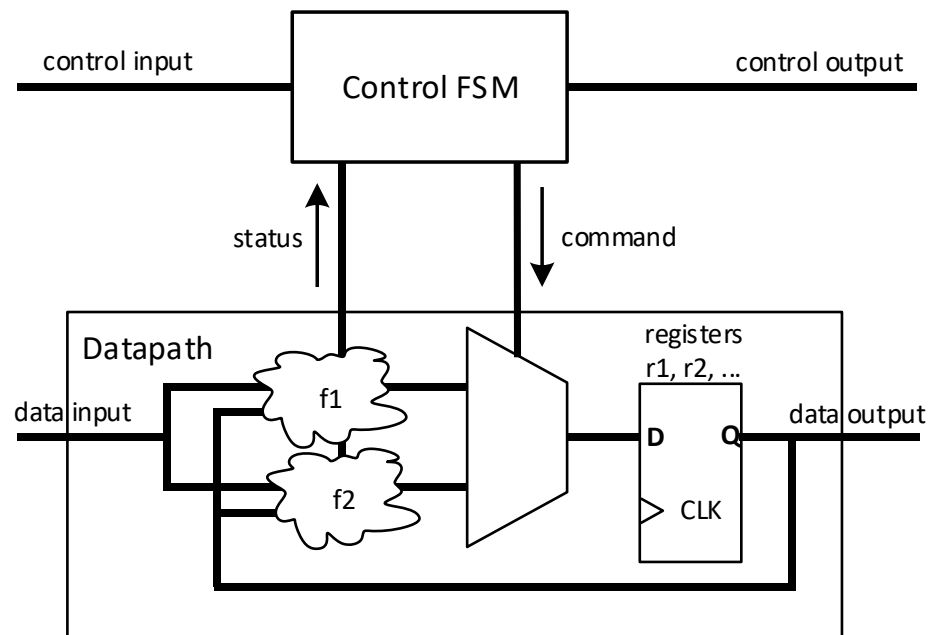 control input
Control FSM
control output
status
command
Datapath
registers
r1, r2, ...
data input
f1
data output
D
Q
f2
CLK